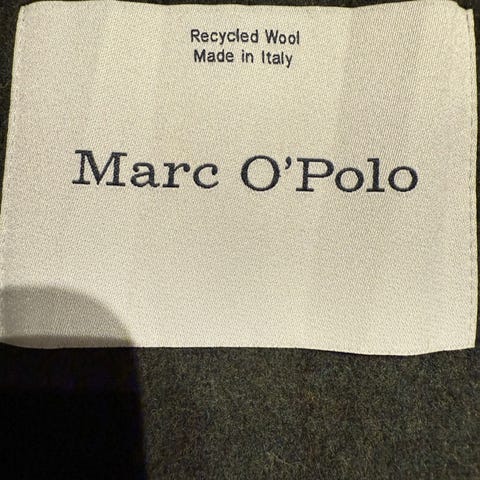 Recycled Wool
Made in Italy
Marc O'Polo